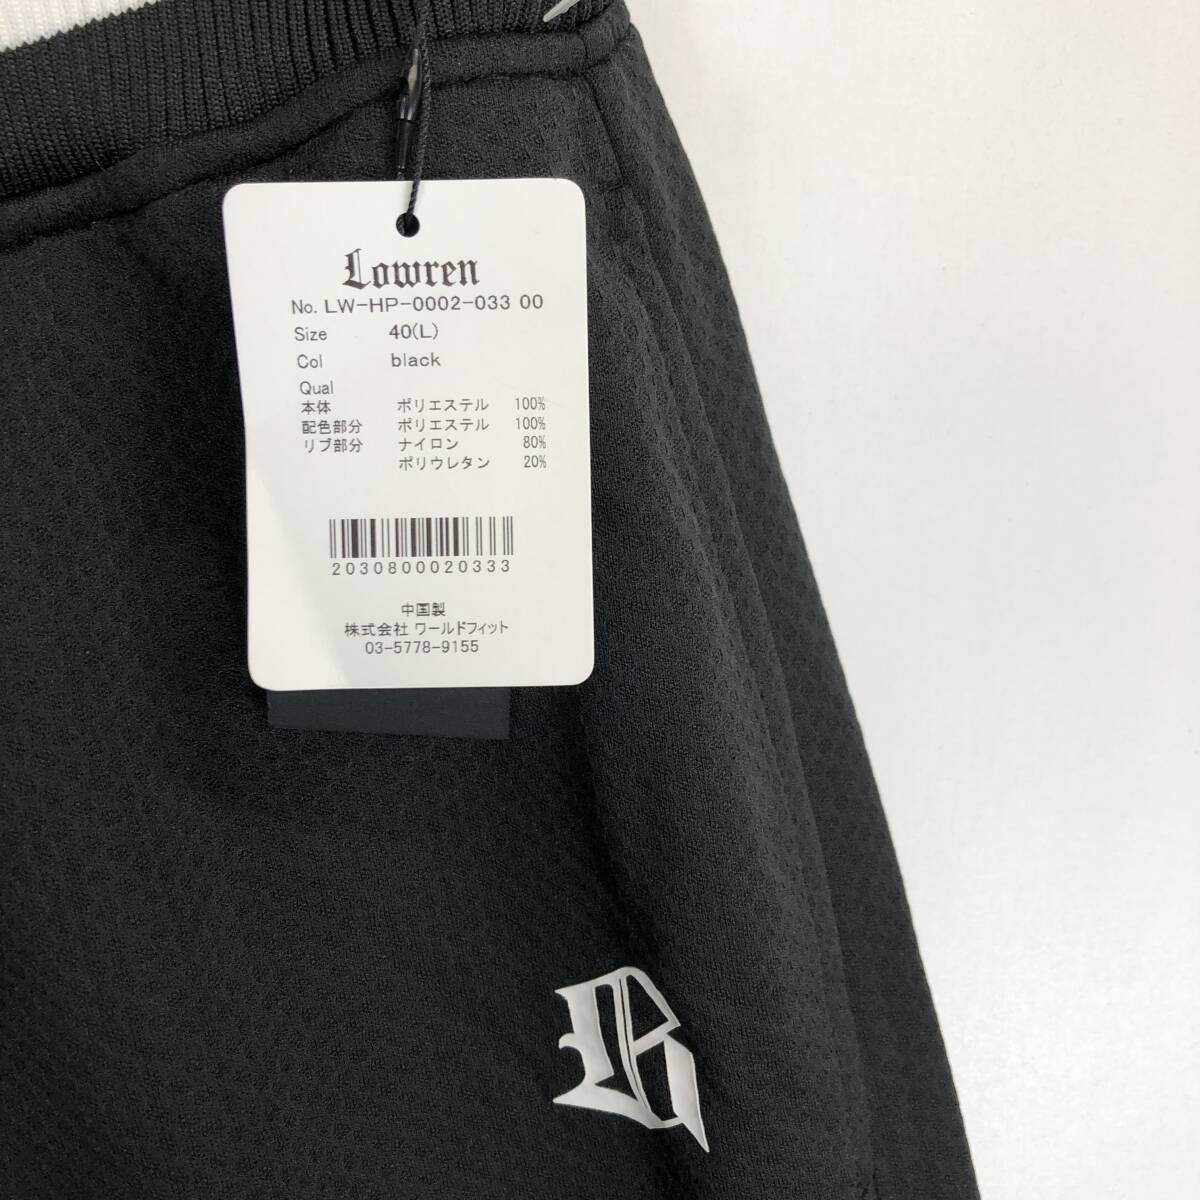 Lowren
No. LW-HP-0002-033 00
Size 40(L)
Col black
Qual
本体 ポリエステル 100%
配色部分 ポリエステル 100%
リブ部分 ナイロン 80%
ポリウレタン 20%
2030800020333
中国製
株式会社 ワールドフィット
03-5778-9155
R